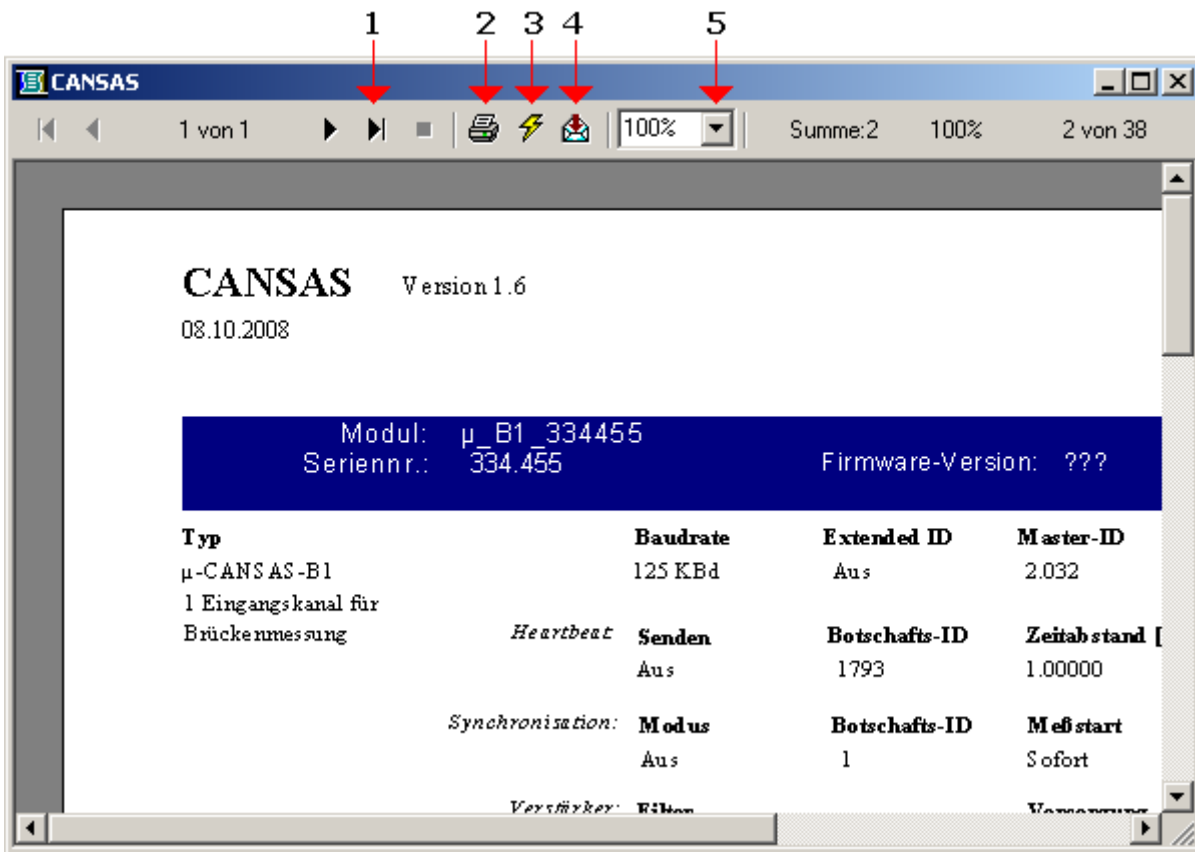 1 2 3 4 5
CANSAS
1 von 1 100% Summe:2 100% 2 von 38
CANSAS Version 1.6
08.10.2008
Modul: µ_B1_334455
Seriennr.: 334.455 Firmware-Version: ???
Typ Baudrate Extended ID Master-ID
µ-CANSAS-B1 125 KBd Aus 2.032
1 Eingangskanal für
Brückenmessung Heartbeat: Senden Botschafts-ID Zeitabstand [
Aus 1793 1.00000
Synchronisation: Modus Botschafts-ID Meßstart
Aus 1 Sofort
Verstärker: Filter Versorgung